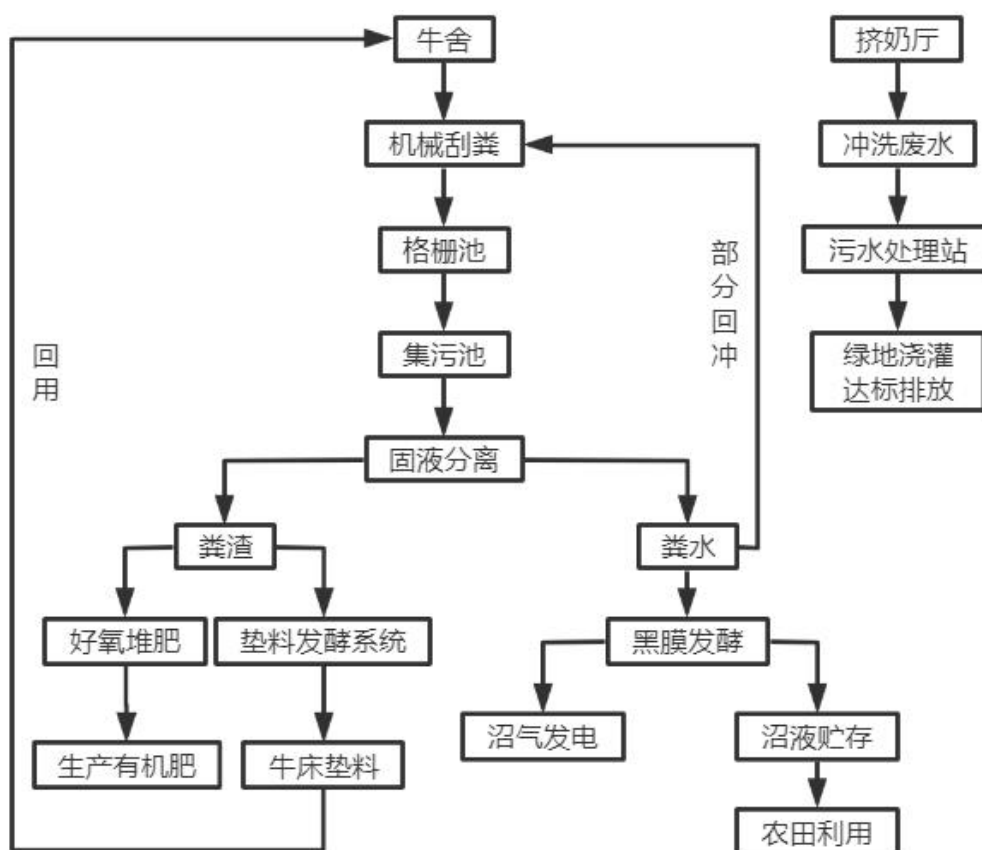 牛舍
挤奶厅
机械刮粪
冲洗废水
格栅池
部分回冲
污水处理站
回用
集污池
绿地浇灌
达标排放
固液分离
粪渣
粪水
好氧堆肥
垫料发酵系统
黑膜发酵
生产有机肥
牛床垫料
沼气发电
沼液贮存
农田利用